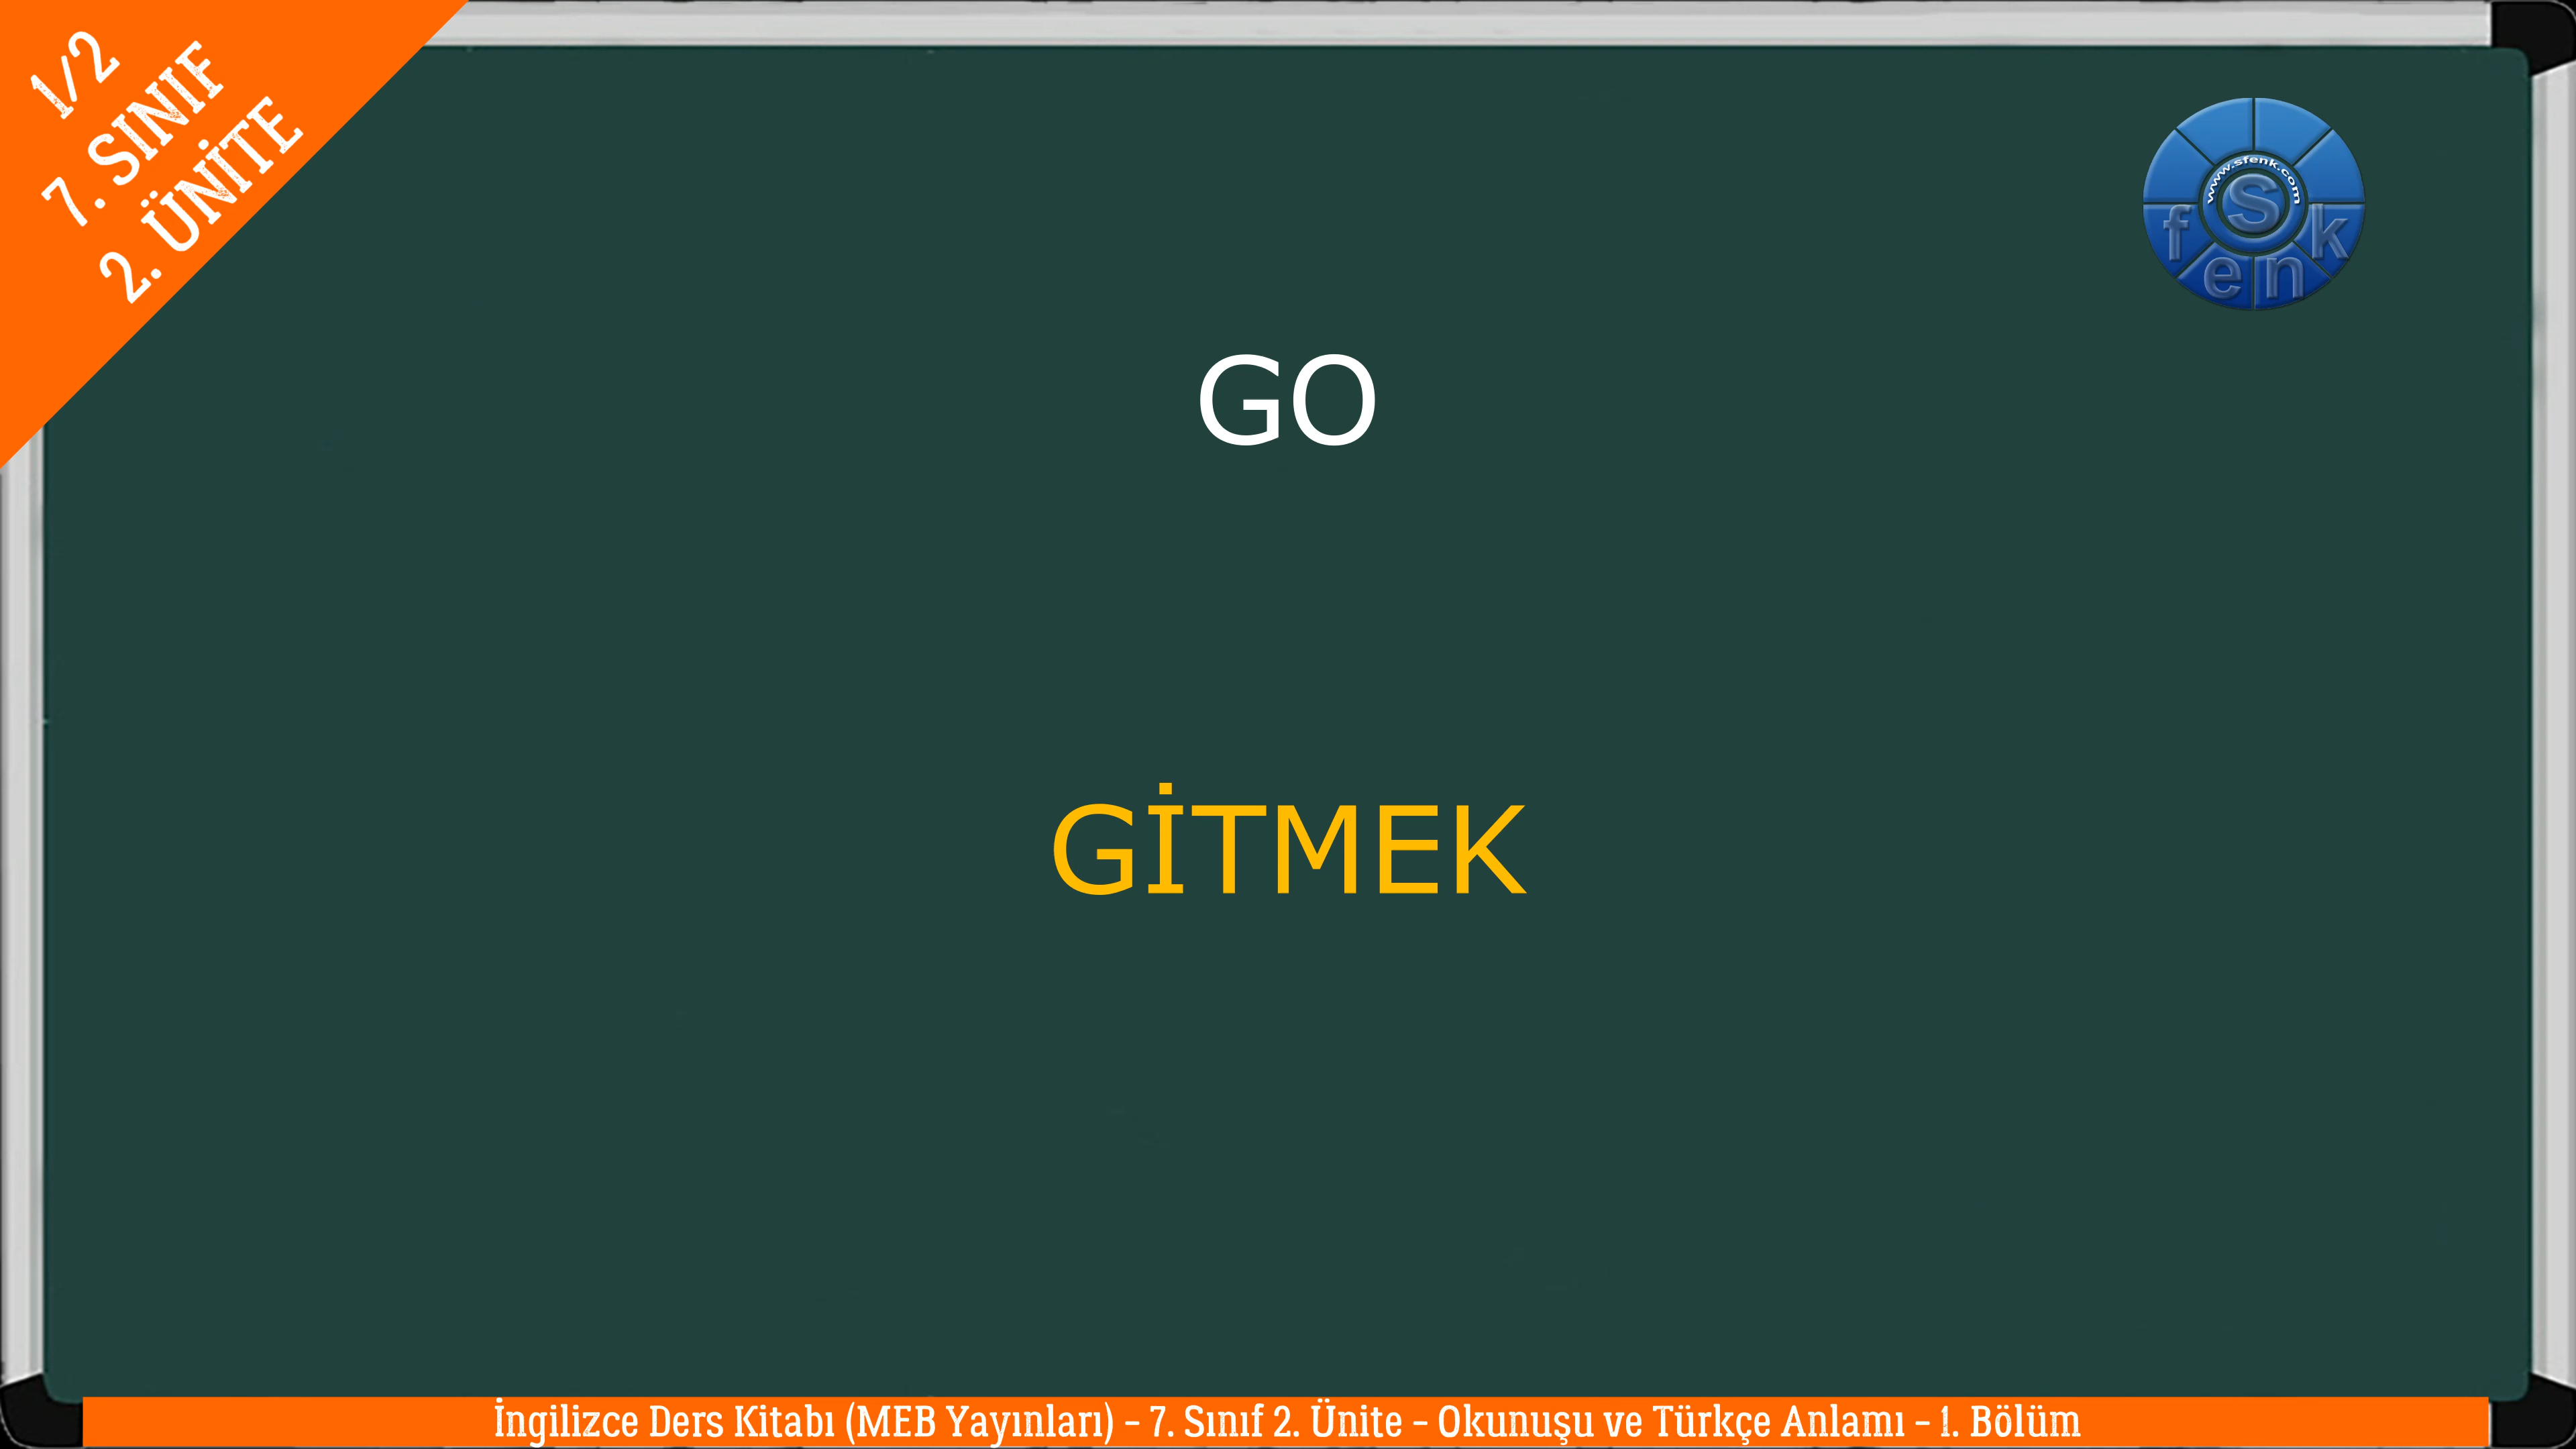 1/2
7. SINIF
2. ÜNİTE
www.sfenk.com
S
f e n k
GO
GİTMEK
İngilizce Ders Kitabı (MEB Yayınları) – 7. Sınıf 2. Ünite – Okunuşu ve Türkçe Anlamı – 1. Bölüm